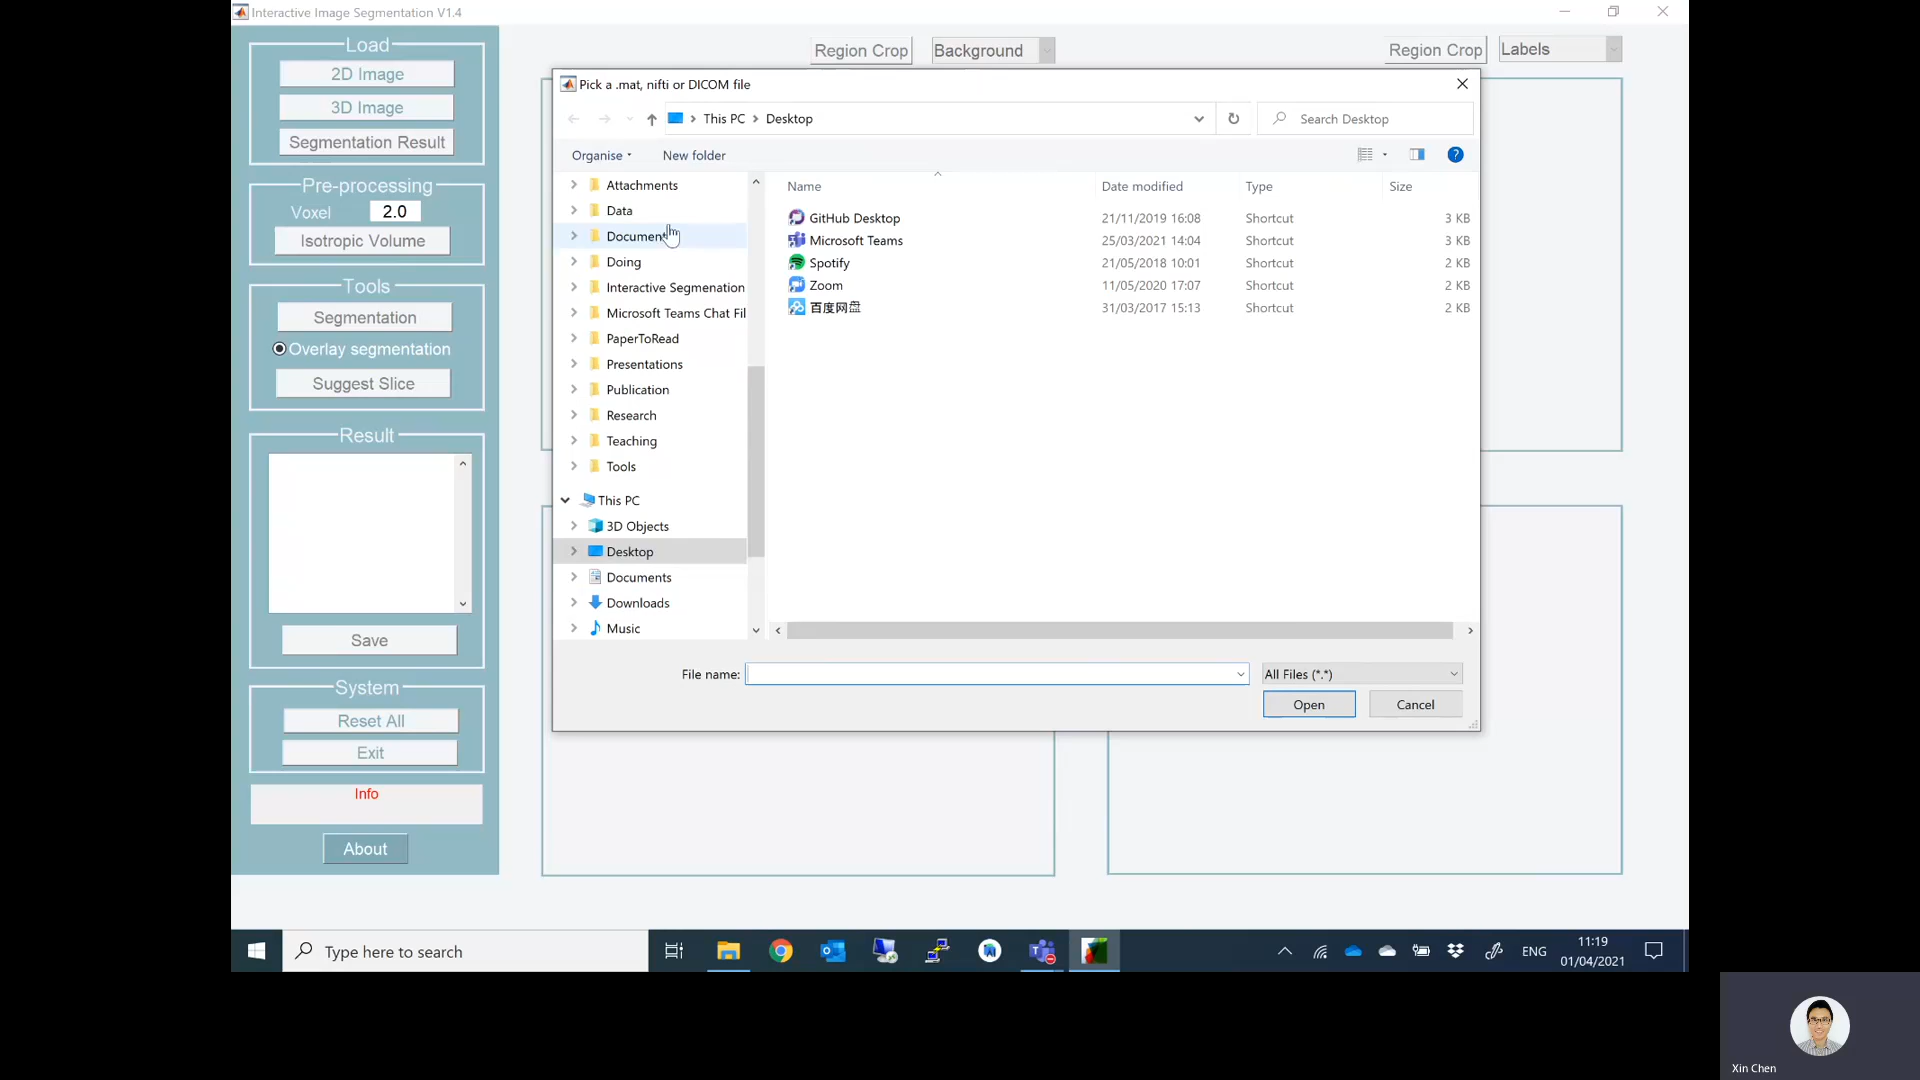 Interactive Image Segmentation V1.4
Load
2D Image
3D Image
Segmentation Result
Pre-processing
Voxel 2.0
Isotropic Volume
Tools
Segmentation
Overlay segmentation
Suggest Slice
Result
Save
System
Reset All
Exit
Info
About
Region Crop Background
Region Crop Labels
Pick a .mat, nifti or DICOM file
This PC > Desktop
Search Desktop
Organise New folder
Attachments
Data
Document
Doing
Interactive Segmenation
Microsoft Teams Chat Fil
PaperToRead
Presentations
Publication
Research
Teaching
Tools
This PC
3D Objects
Desktop
Documents
Downloads
Music
Name Date modified Type Size
GitHub Desktop 21/11/2019 16:08 Shortcut 3 KB
Microsoft Teams 25/03/2021 14:04 Shortcut 3 KB
Spotify 21/05/2018 10:01 Shortcut 2 KB
Zoom 11/05/2020 17:07 Shortcut 2 KB
百度网盘 31/03/2017 15:13 Shortcut 2 KB
File name: All Files (*.*)
Open Cancel
Type here to search
ENG
11:19
01/04/2021
Xin Chen